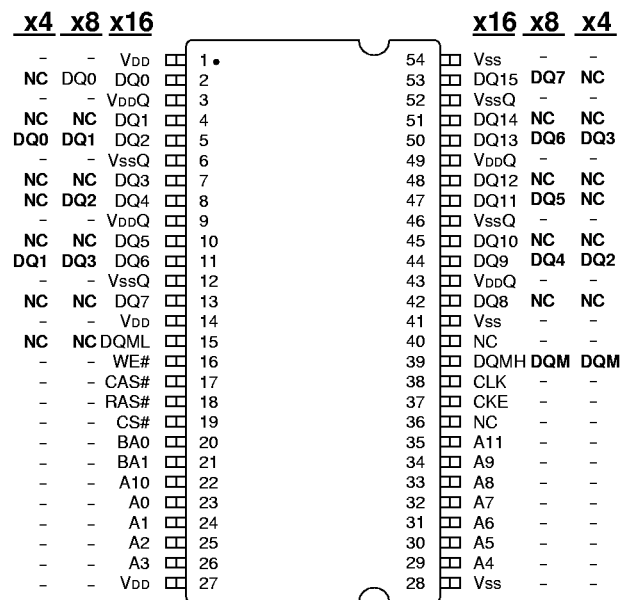 x4 x8 x16 x16 x8 x4
- - VDD 1 54 Vss - -
NC DQ0 DQ0 2 53 DQ15 DQ7 NC
- - VDDQ 3 52 VssQ - -
NC NC DQ1 4 51 DQ14 NC NC
DQ0 DQ1 DQ2 5 50 DQ13 DQ6 DQ3
- - VssQ 6 49 VDDQ - -
NC NC DQ3 7 48 DQ12 NC NC
NC DQ2 DQ4 8 47 DQ11 DQ5 NC
- - VDDQ 9 46 VssQ - -
NC NC DQ5 10 45 DQ10 NC NC
DQ1 DQ3 DQ6 11 44 DQ9 DQ4 DQ2
- - VssQ 12 43 VDDQ - -
NC NC DQ7 13 42 DQ8 NC NC
- - VDD 14 41 Vss - -
NC NC DQML 15 40 NC - -
- - WE# 16 39 DQMH DQM DQM
- - CAS# 17 38 CLK - -
- - RAS# 18 37 CKE - -
- - CS# 19 36 NC - -
- - BA0 20 35 A11 - -
- - BA1 21 34 A9 - -
- - A10 22 33 A8 - -
- - A0 23 32 A7 - -
- - A1 24 31 A6 - -
- - A2 25 30 A5 - -
- - A3 26 29 A4 - -
- - VDD 27 28 Vss - -